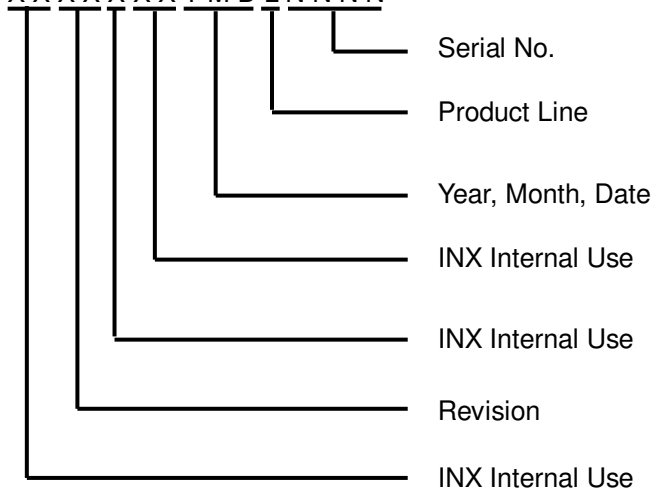 Serial No.
Product Line
Year, Month, Date
INX Internal Use
INX Internal Use
Revision
INX Internal Use